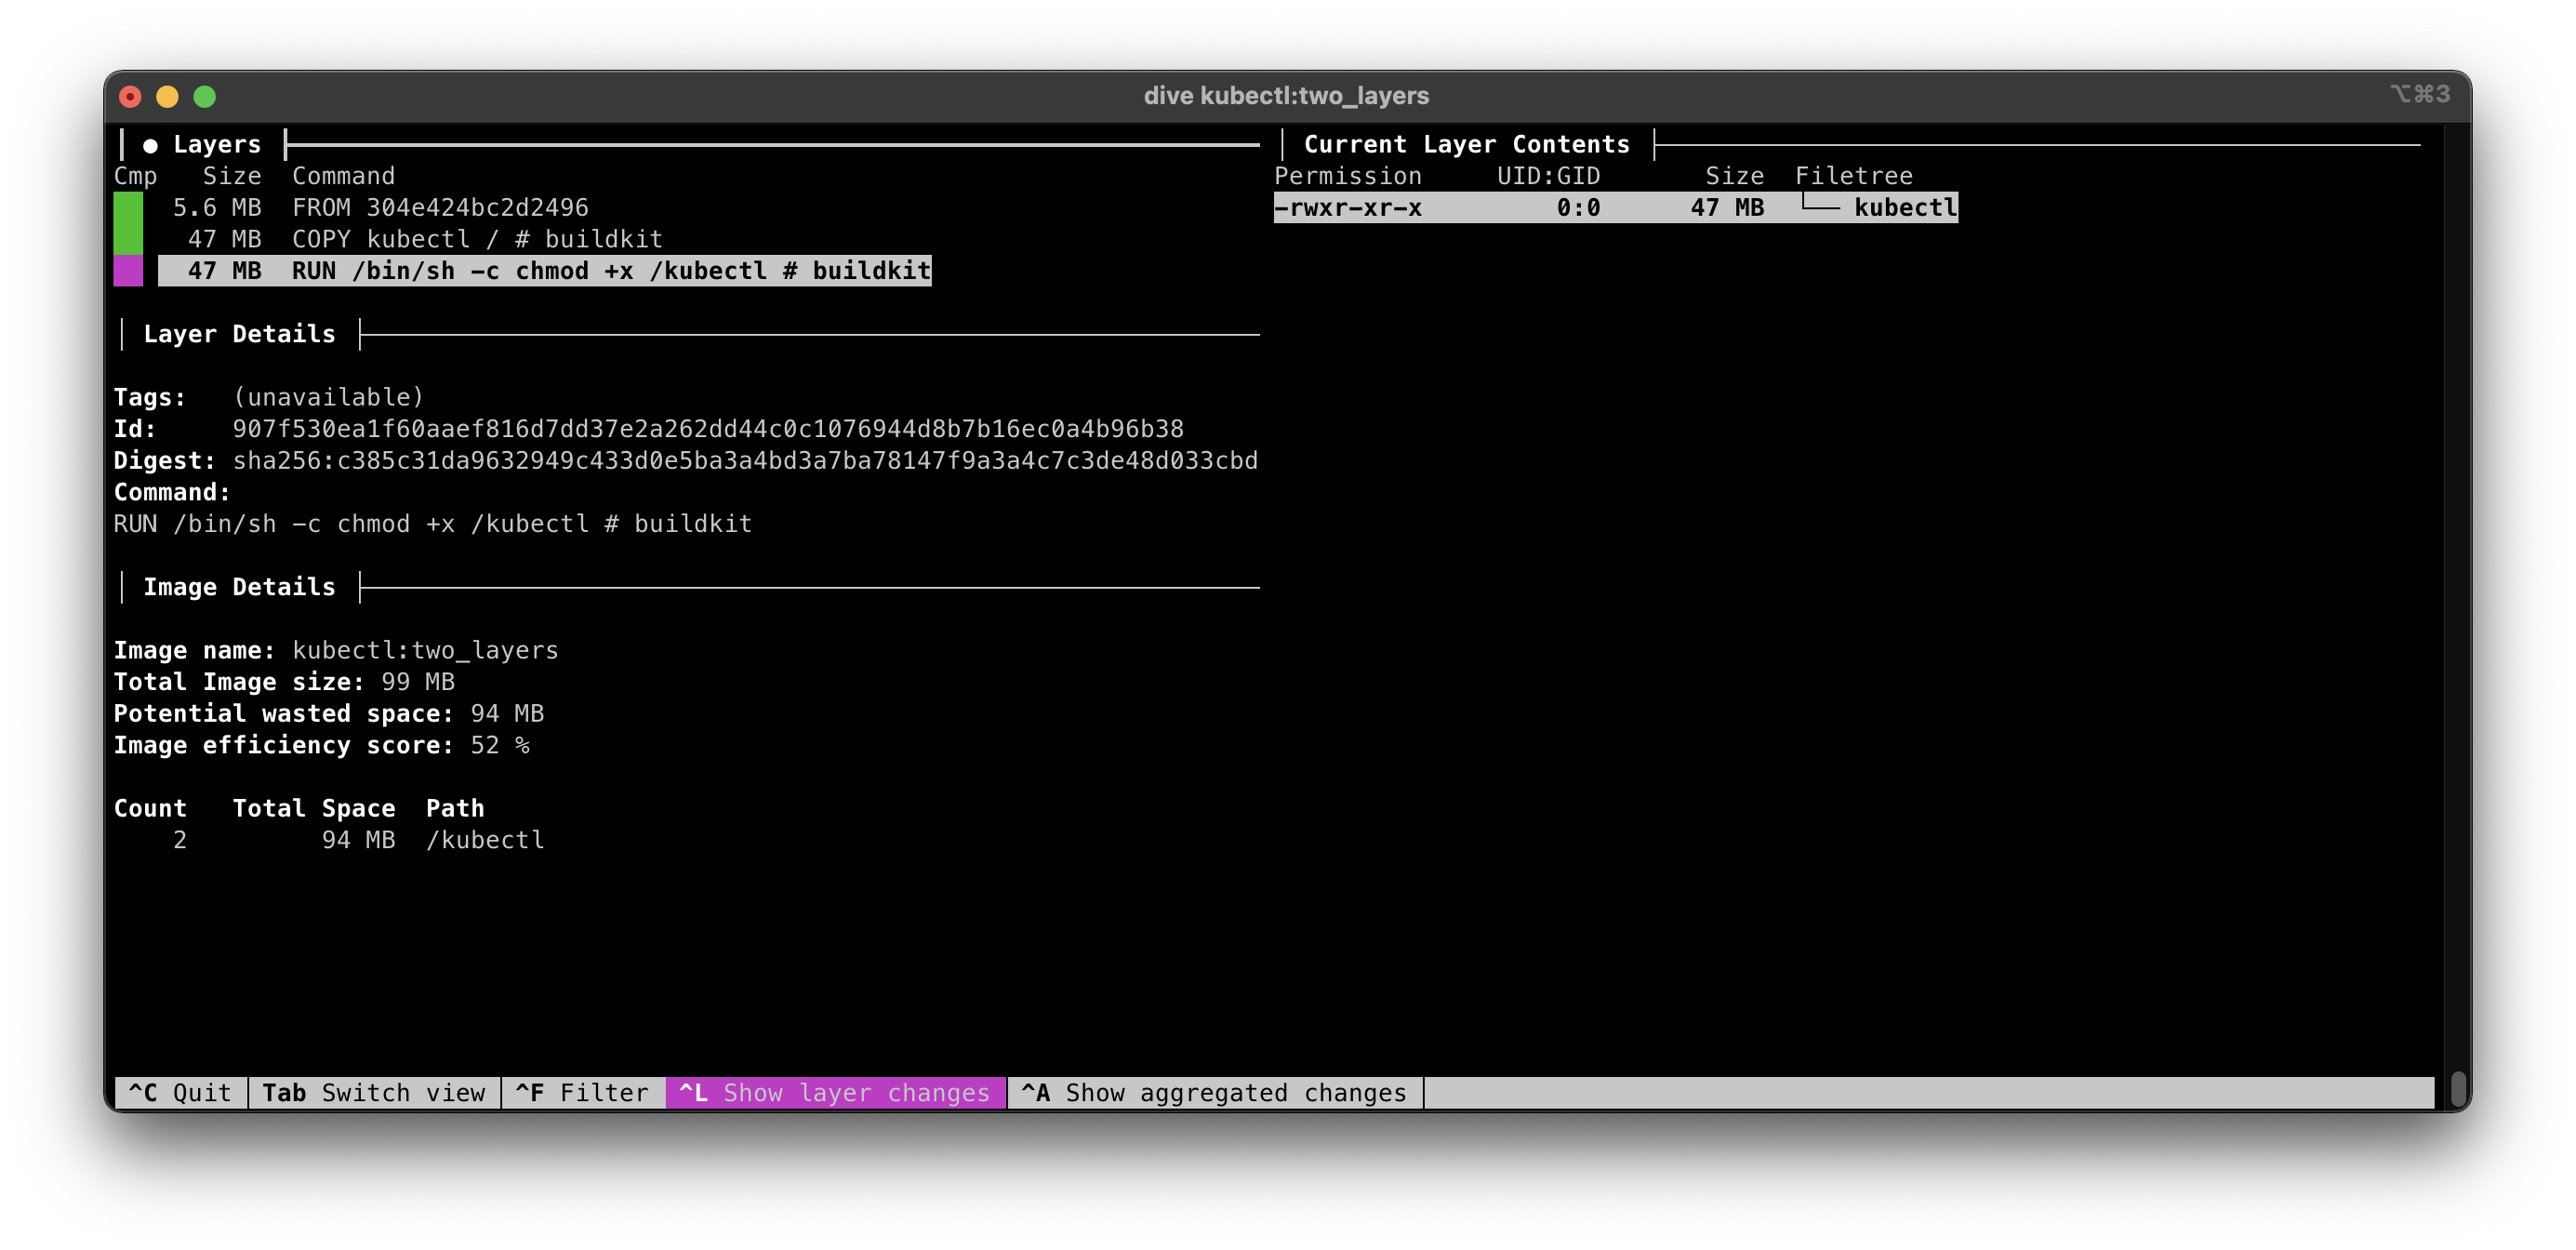 dive kubectl:two_layers
⌥⌘3
● Layers
Cmp Size Command
5.6 MB FROM 304e424bc2d2496
47 MB COPY kubectl / # buildkit
47 MB RUN /bin/sh -c chmod +x /kubectl # buildkit
Layer Details
Tags: (unavailable)
Id: 907f530ea1f60aaef816d7dd37e2a262dd44c0c1076944d8b7b16ec0a4b96b38
Digest: sha256:c385c31da9632949c433d0e5ba3a4bd3a7ba78147f9a3a4c7c3de48d033cbd
Command:
RUN /bin/sh -c chmod +x /kubectl # buildkit
Image Details
Image name: kubectl:two_layers
Total Image size: 99 MB
Potential wasted space: 94 MB
Image efficiency score: 52 %
Count Total Space Path
2 94 MB /kubectl
Current Layer Contents
Permission UID:GID Size Filetree
-rwxr-xr-x 0:0 47 MB └── kubectl
^C Quit Tab Switch view ^F Filter ^L Show layer changes ^A Show aggregated changes